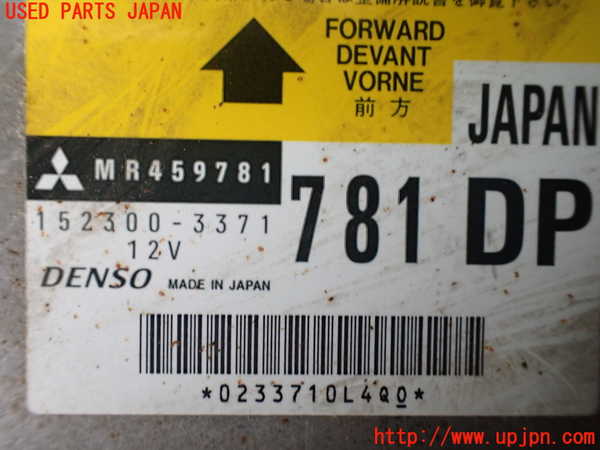 USED PARTS JAPAN
FORWARD
DEVANT
VORNE
前方
JAPAN
MR459781
152300-3371
12V
781 DP
DENSO MADE IN JAPAN
*0233710L4Q0*
http://www.upjpn.com